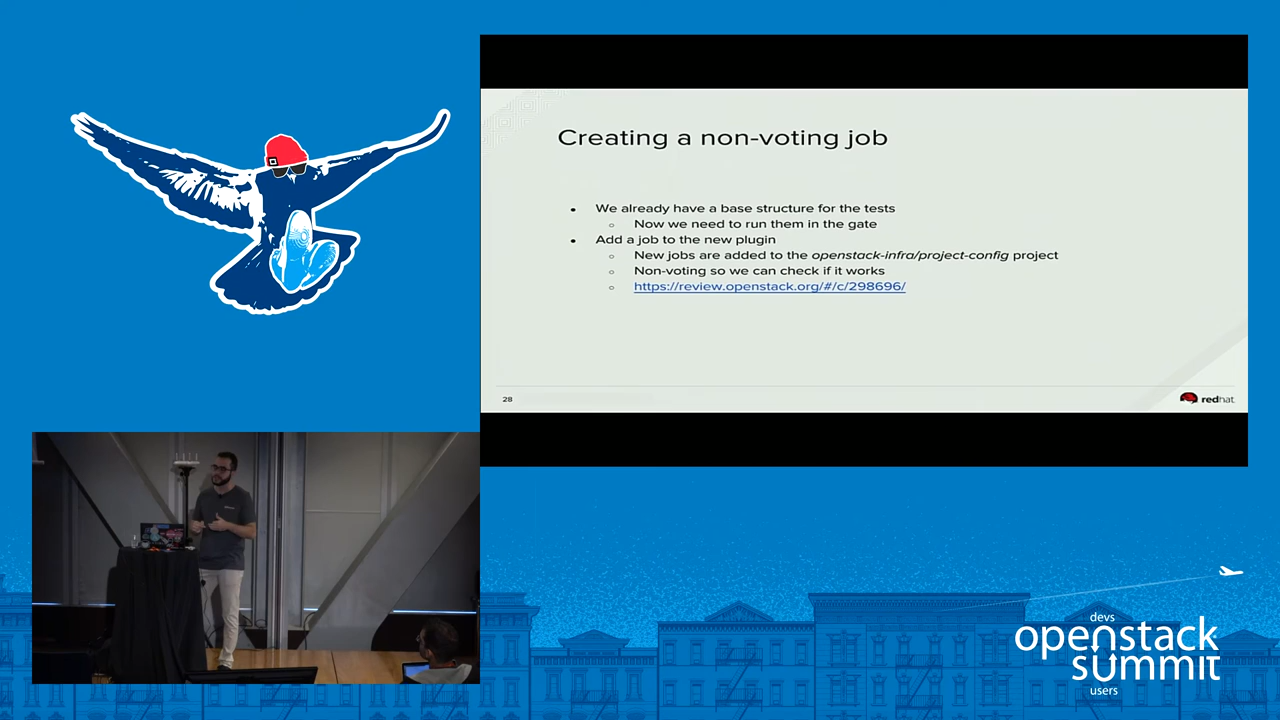 Creating a non-voting job
• We already have a base structure for the tests
○ Now we need to run them in the gate
• Add a job to the new plugin
○ New jobs are added to the openstack-infra/project-config project
○ Non-voting so we can check if it works
○ https://review.openstack.org/#/c/298696/
28
redhat.
devs
openstack
summit
users